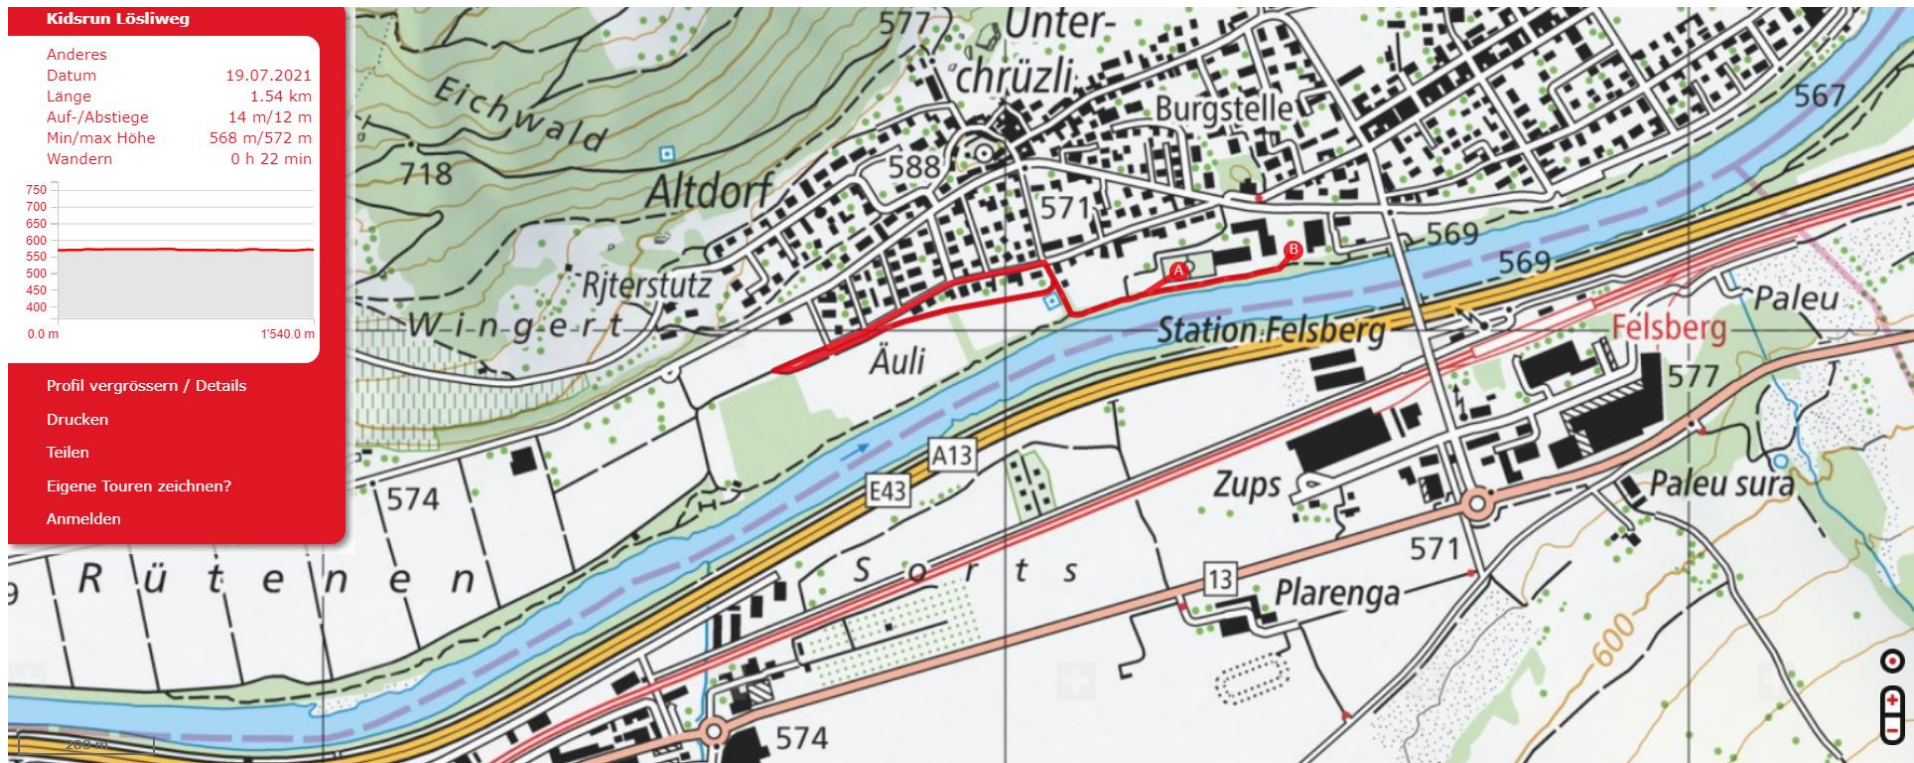 Kidsrun Lösliweg
Anderes
Datum 19.07.2021
Länge 1.54 km
Auf-/Abstiege 14 m/12 m
Min/max Höhe 568 m/572 m
Wandern 0 h 22 min
750
700
650
600
550
500
450
400
0.0 m 1'540.0 m
Profil vergrössern / Details
Drucken
Teilen
Eigene Touren zeichnen?
Anmelden
577
Unter-
chrüzli
Eichwald
Burgstelle
567
718
588
Altdorf
571
569
569
B
A
Rjterstutz
Wingert
Station Felsberg
Felsberg
Paleu
Äuli
577
A13
E43
574
Zups
Paleu sura
571
Rütenen
Sorts
13
Plarenga
600
574
200 m